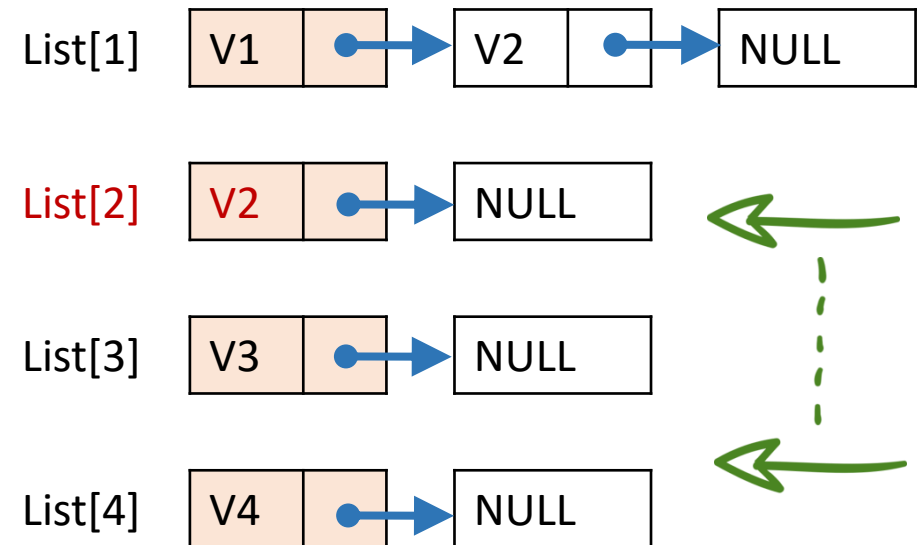 List[1] V1 V2 NULL
List[2] V2 NULL
List[3] V3 NULL
List[4] V4 NULL